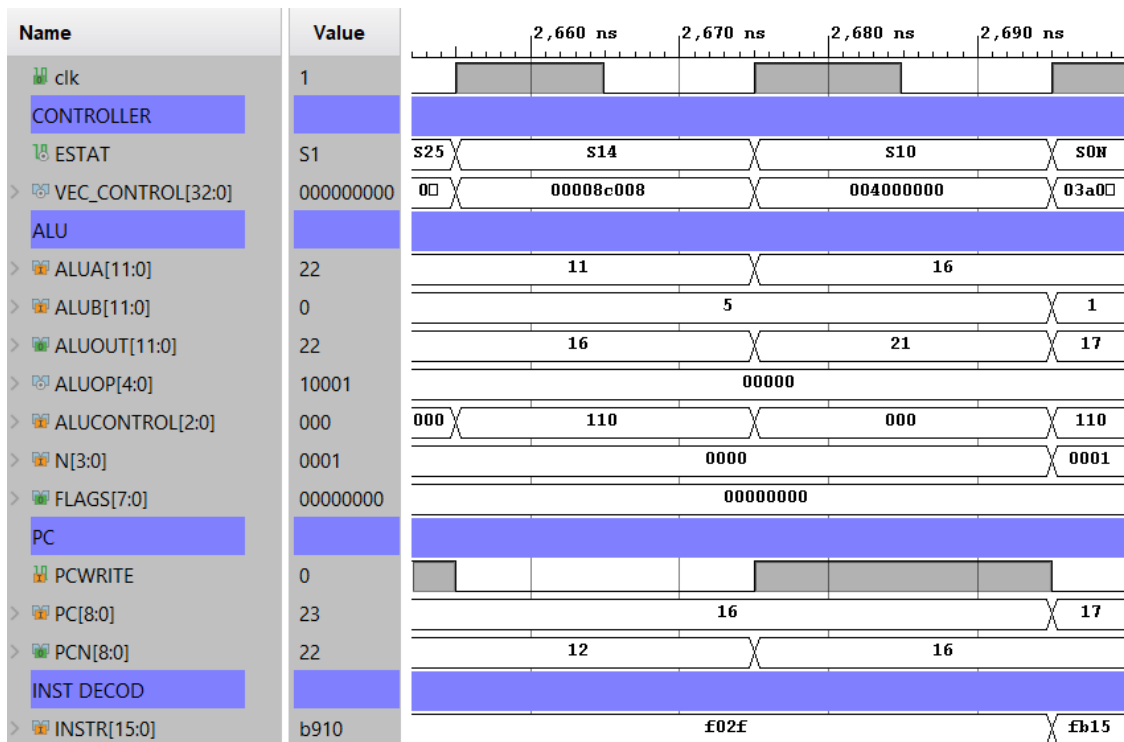 Name Value 2,660 ns 2,670 ns 2,680 ns 2,690 ns
clk 1
CONTROLLER
ESTAT S1 S25 S14 S10 S0N
VEC_CONTROL[32:0] 000000000 0□ 00008c008 004000000 03a0□
ALU
ALUA[11:0] 22 11 16
ALUB[11:0] 0 5 1
ALUOUT[11:0] 22 16 21 17
ALUOP[4:0] 10001 00000
ALUCONTROL[2:0] 000 000 110 000 110
N[3:0] 0001 0000 0001
FLAGS[7:0] 00000000 00000000
PC
PCWRITE 0
PC[8:0] 23 16 17
PCN[8:0] 22 12 16
INST DECOD
INSTR[15:0] b910 f02f fb15